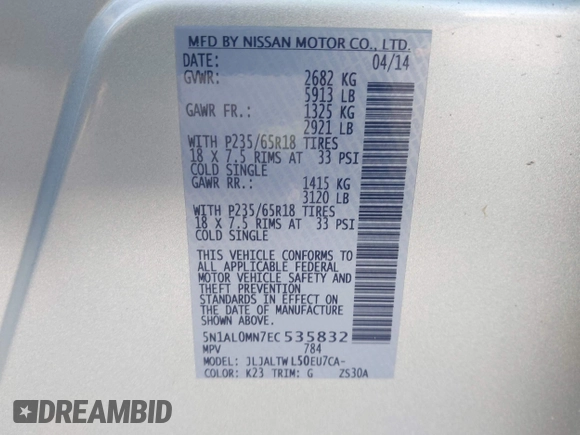 MFD BY NISSAN MOTOR CO., LTD.
DATE: 04/14
GVWR: 2682 KG
5913 LB
GAWR FR.: 1325 KG
2921 LB
WITH P235/65R18 TIRES
18 X 7.5 RIMS AT 33 PSI
COLD SINGLE
GAWR RR.: 1415 KG
3120 LB
WITH P235/65R18 TIRES
18 X 7.5 RIMS AT 33 PSI
COLD SINGLE
THIS VEHICLE CONFORMS TO
ALL APPLICABLE FEDERAL
MOTOR VEHICLE SAFETY AND
THEFT PREVENTION
STANDARDS IN EFFECT ON THE
DATE OF MANUFACTURE
SHOWN ABOVE.
5N1AL0MN7EC535832
MPV 784
MODEL: JLJALTWL50EU7CA-
COLOR: K23 TRIM: G ZS30A
DREAMBID